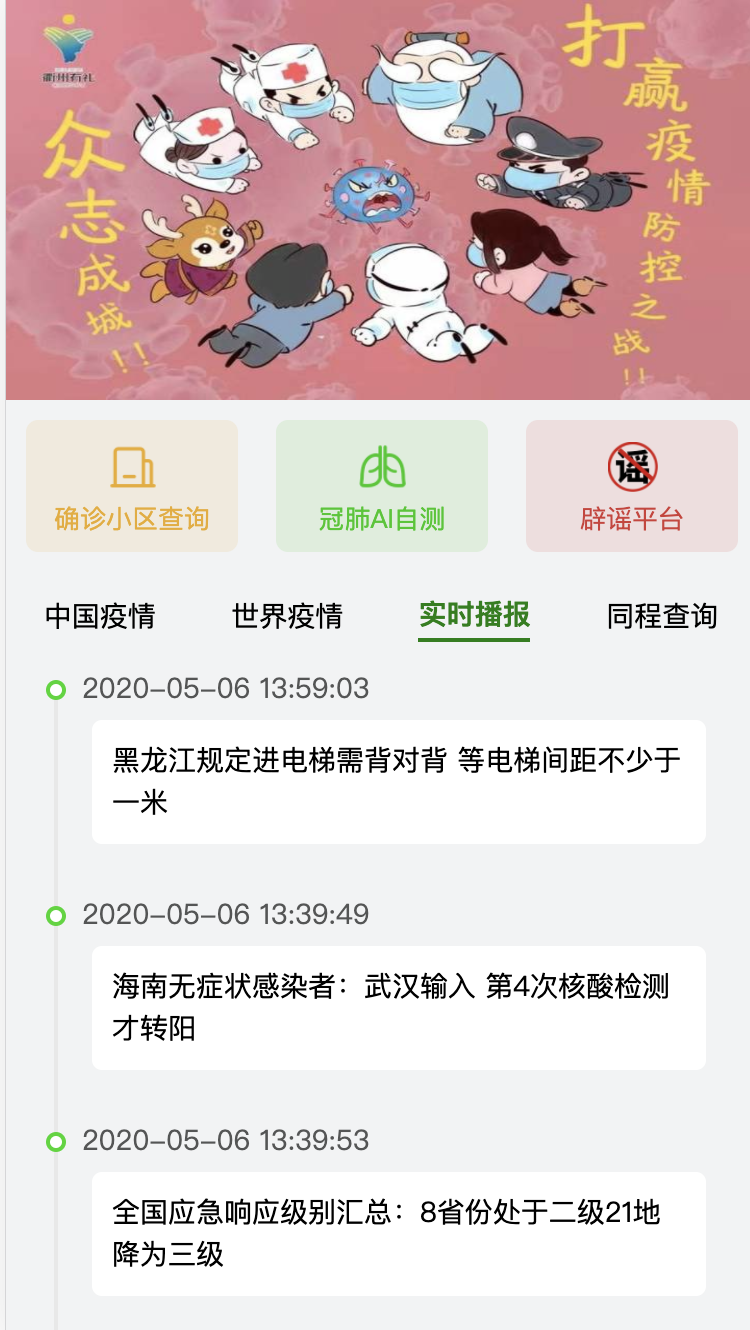 衢州有礼
众志成城!!
打赢疫情防控之战!!
确诊小区查询
冠肺AI自测
谣
辟谣平台
中国疫情
世界疫情
实时播报
同程查询
2020-05-06 13:59:03
黑龙江规定进电梯需背对背 等电梯间距不少于
一米
2020-05-06 13:39:49
海南无症状感染者：武汉输入 第4次核酸检测
才转阳
2020-05-06 13:39:53
全国应急响应级别汇总：8省份处于二级21地
降为三级